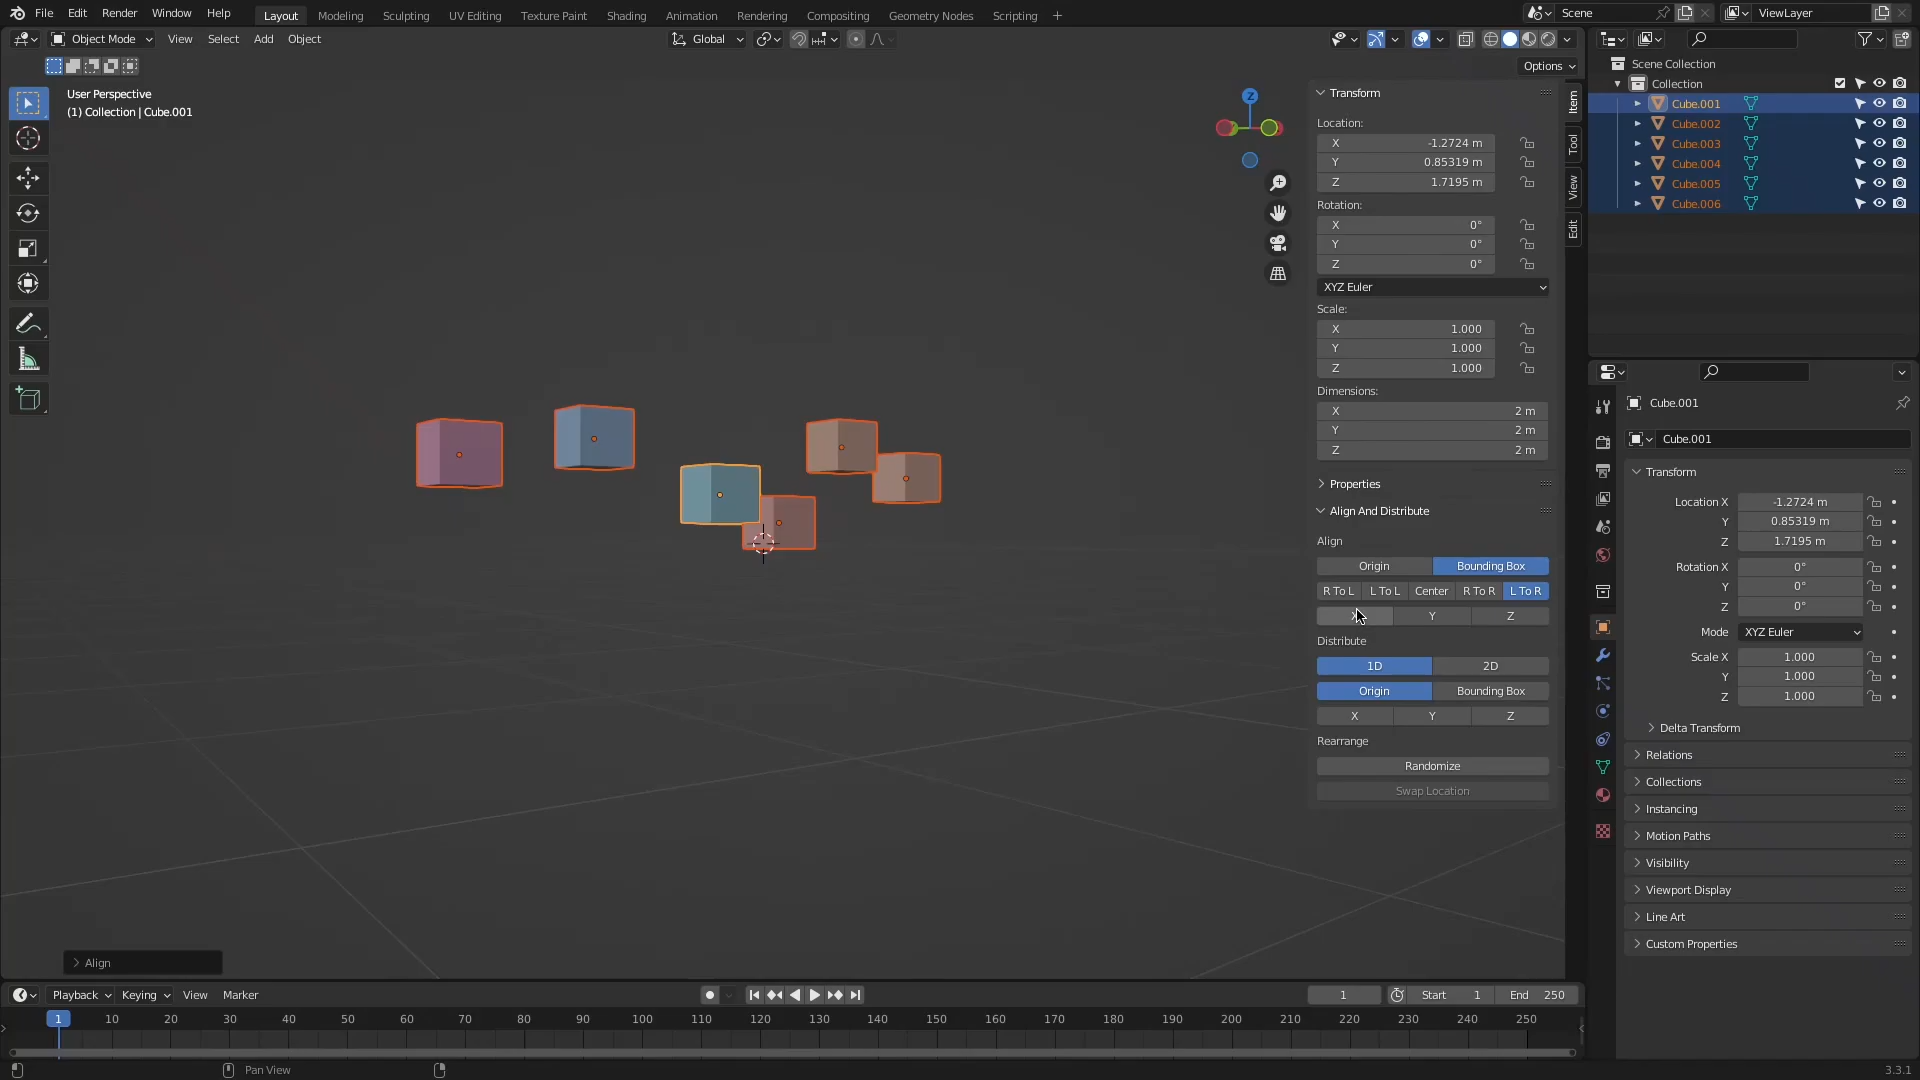 File Edit Render Window Help Layout Modeling Sculpting UV Editing Texture Paint Shading Animation Rendering Compositing Geometry Nodes Scripting + Scene ViewLayer
Object Mode View Select Add Object Global
Options
User Perspective
(1) Collection | Cube.001
Z
Transform
Location:
X -1.2724 m
Y 0.85319 m
Z 1.7195 m
Rotation:
X 0°
Y 0°
Z 0°
XYZ Euler
Scale:
X 1.000
Y 1.000
Z 1.000
Dimensions:
X 2 m
Y 2 m
Z 2 m
Properties
Align And Distribute
Align
Origin Bounding Box
R To L L To L Center R To R L To R
X Y Z
Distribute
1D 2D
Origin Bounding Box
X Y Z
Rearrange
Randomize
Swap Location
Item
Tool
View
Edit
Scene Collection
Collection
Cube.001
Cube.002
Cube.003
Cube.004
Cube.005
Cube.006
Cube.001
Cube.001
Transform
Location X -1.2724 m
Y 0.85319 m
Z 1.7195 m
Rotation X 0°
Y 0°
Z 0°
Mode XYZ Euler
Scale X 1.000
Y 1.000
Z 1.000
Delta Transform
Relations
Collections
Instancing
Motion Paths
Visibility
Viewport Display
Line Art
Custom Properties
Align
Playback Keying View Marker 1 Start 1 End 250
1 10 20 30 40 50 60 70 80 90 100 110 120 130 140 150 160 170 180 190 200 210 220 230 240 250
Pan View 3.3.1